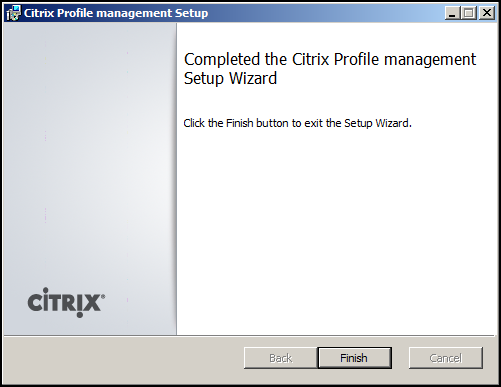 Citrix Profile management Setup
Completed the Citrix Profile management
Setup Wizard
Click the Finish button to exit the Setup Wizard.
CITRIX®
Back
Finish
Cancel